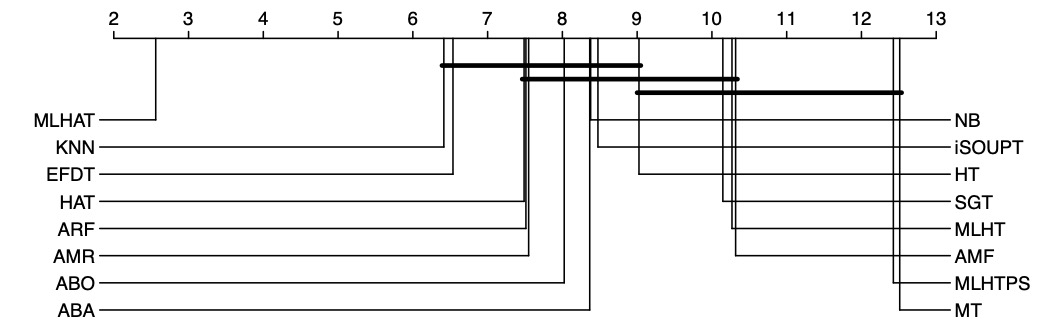 2 3 4 5 6 7 8 9 10 11 12 13
MLHAT NB
KNN iSOUPT
EFDT HT
HAT SGT
ARF MLHT
AMR AMF
ABO MLHTPS
ABA MT